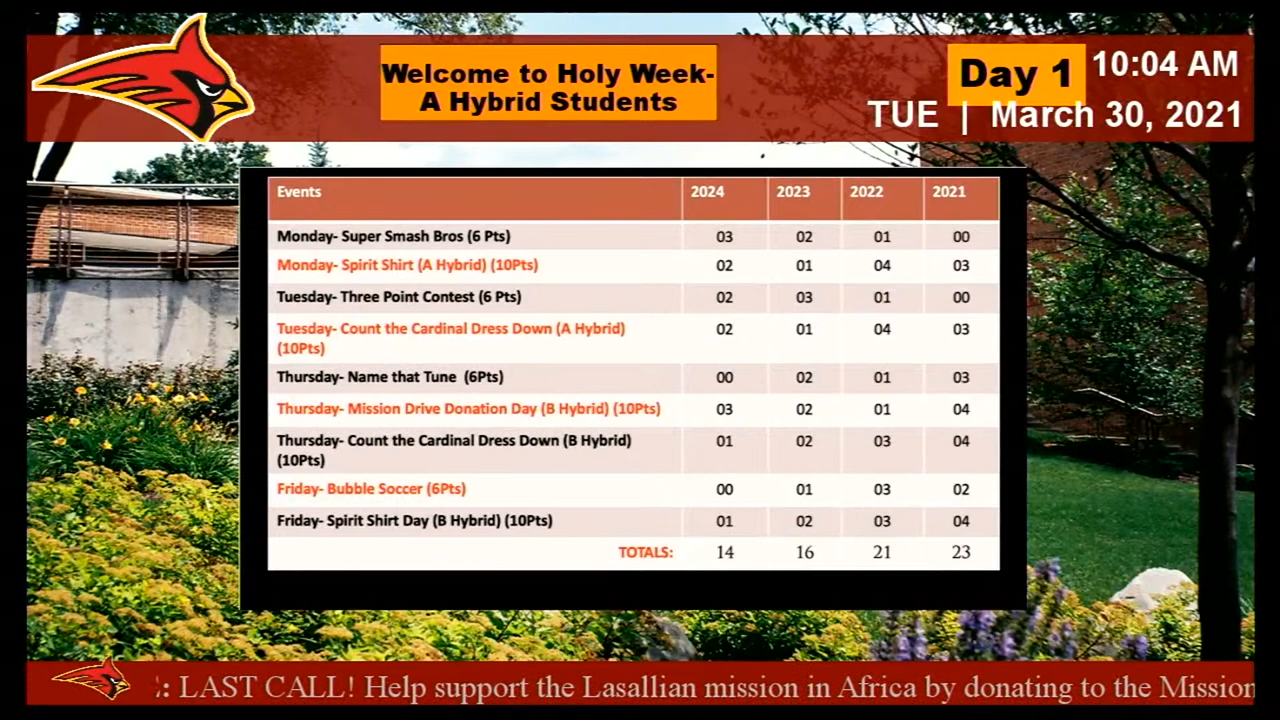 Welcome to Holy Week-
A Hybrid Students
Day 1
10:04 AM
TUE | March 30, 2021
Events 2024 2023 2022 2021
Monday- Super Smash Bros (6 Pts) 03 02 01 00
Monday- Spirit Shirt (A Hybrid) (10Pts) 02 01 04 03
Tuesday- Three Point Contest (6 Pts) 02 03 01 00
Tuesday- Count the Cardinal Dress Down (A Hybrid) 02 01 04 03
(10Pts)
Thursday- Name that Tune (6Pts) 00 02 01 03
Thursday- Mission Drive Donation Day (B Hybrid) (10Pts) 03 02 01 04
Thursday- Count the Cardinal Dress Down (B Hybrid) 01 02 03 04
(10Pts)
Friday- Bubble Soccer (6Pts) 00 01 03 02
Friday- Spirit Shirt Day (B Hybrid) (10Pts) 01 02 03 04
TOTALS: 14 16 21 23
: LAST CALL! Help support the Lasallian mission in Africa by donating to the Mission